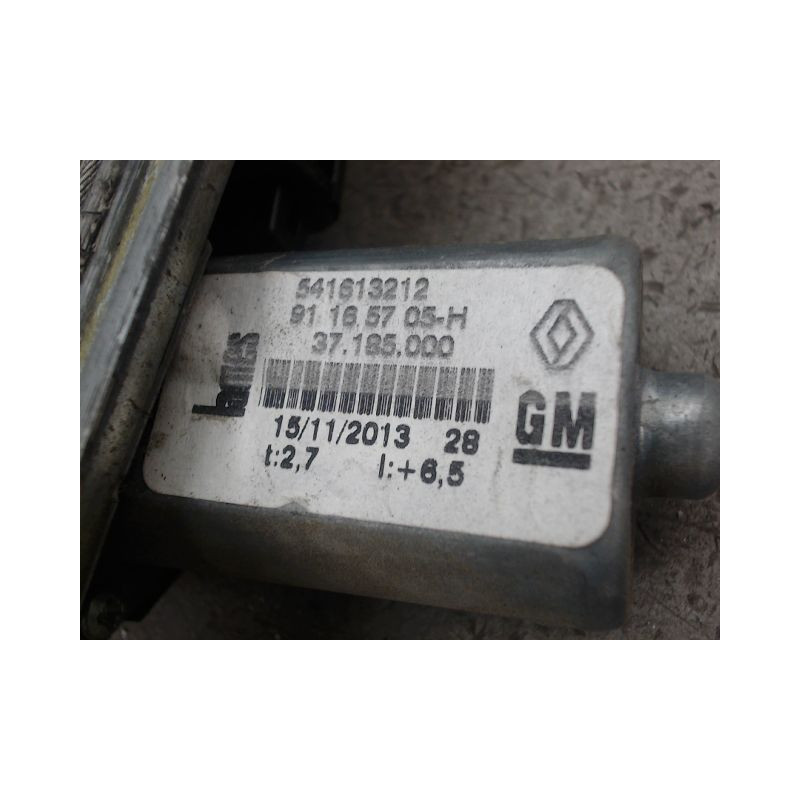 541613212
91 16 57 05-H
37.185.000
15/11/2013 28
t:2,7 l:+6,5
GM